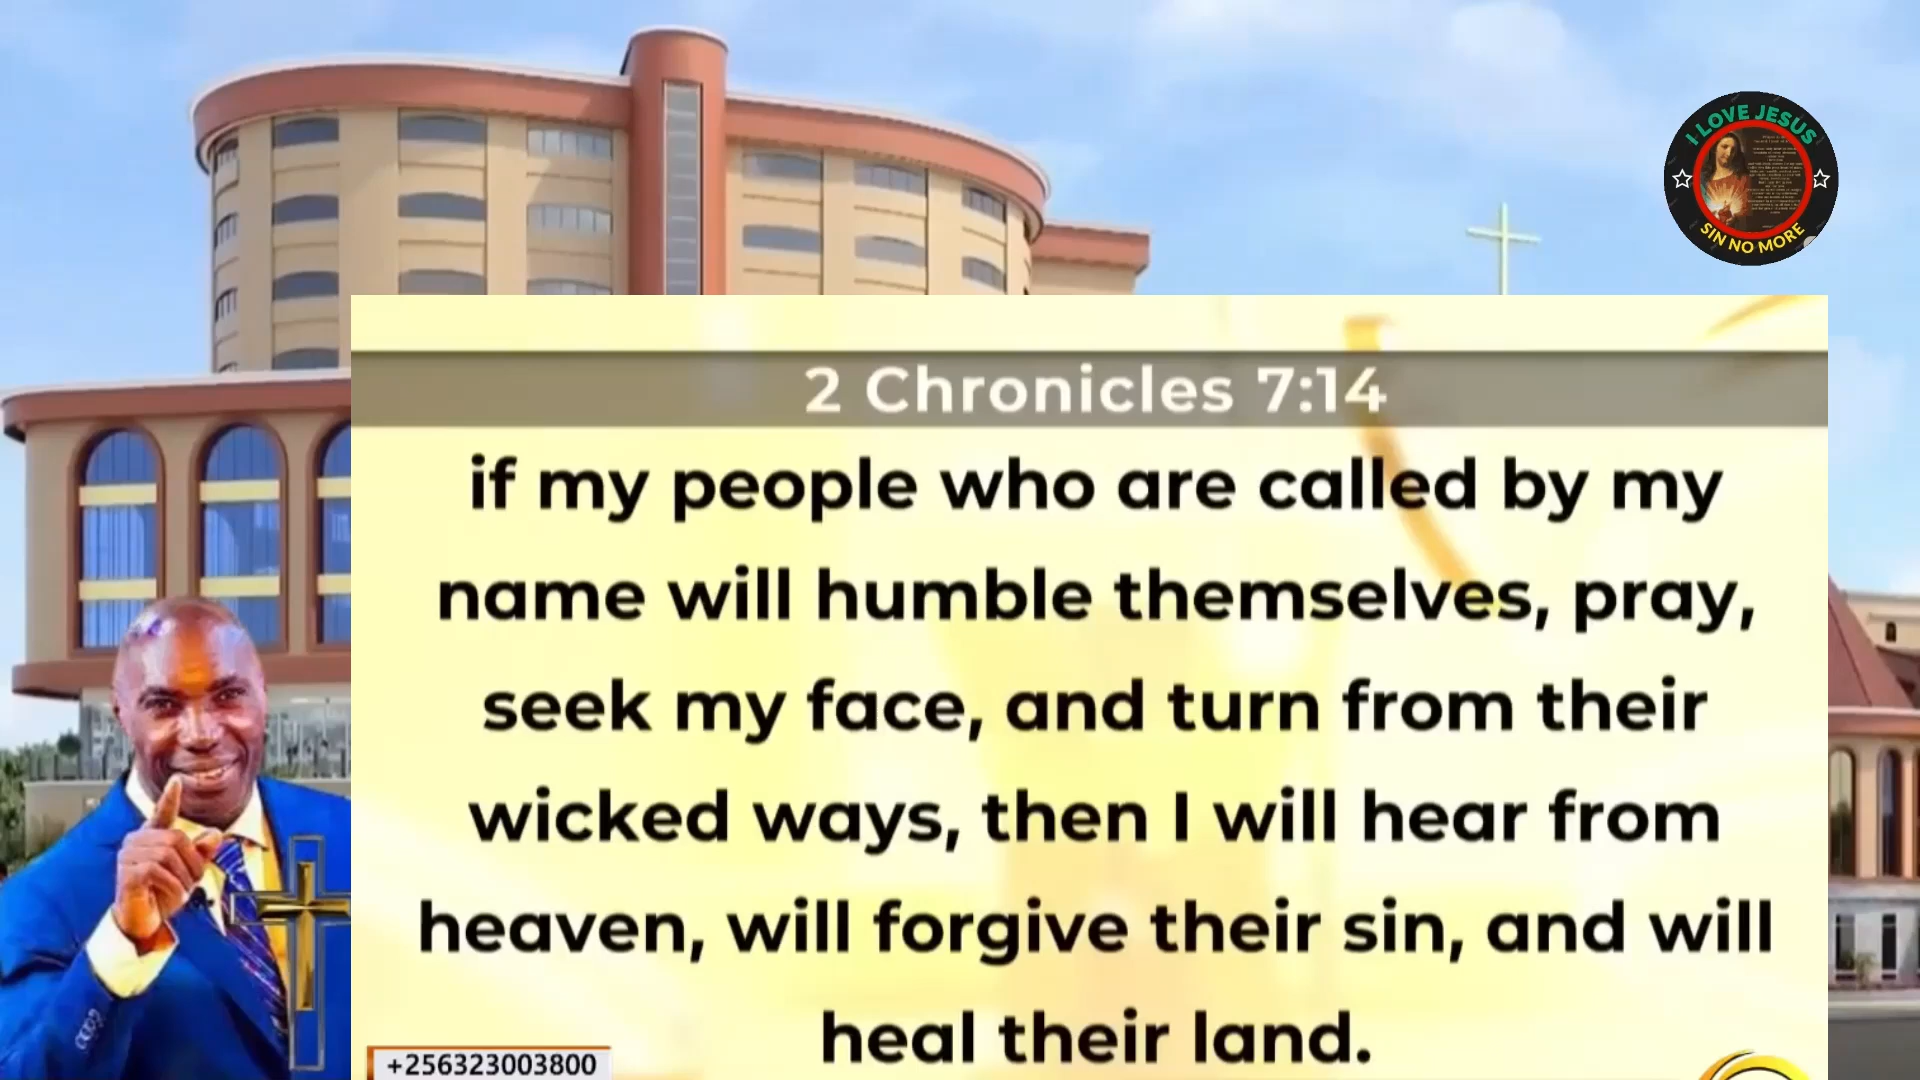 I LOVE JESUS
SIN NO MORE
2 Chronicles 7:14
if my people who are called by my
name will humble themselves, pray,
seek my face, and turn from their
wicked ways, then I will hear from
heaven, will forgive their sin, and will
heal their land.
+256323003800